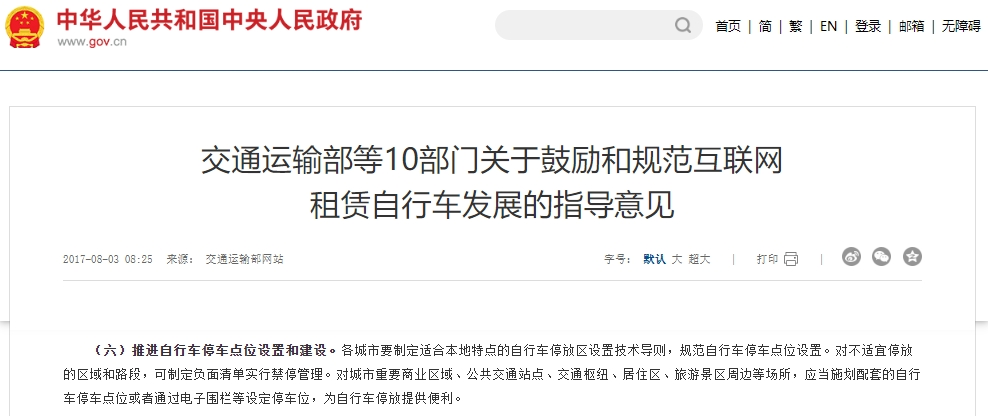 中华人民共和国中央人民政府
www.gov.cn
首页 | 简 | 繁 | EN | 登录 | 邮箱 | 无障碍
交通运输部等10部门关于鼓励和规范互联网
租赁自行车发展的指导意见
2017-08-03 08:25 来源： 交通运输部网站 字号： 默认 大 超大 | 打印 |
（六）推进自行车停车点位设置和建设。各城市要制定适合本地特点的自行车停放区设置技术导则，规范自行车停车点位设置。对不适宜停放
的区域和路段，可制定负面清单实行禁停管理。对城市重要商业区域、公共交通站点、交通枢纽、居住区、旅游景区周边等场所，应当施划配套的自行
车停车点位或者通过电子围栏等设定停车位，为自行车停放提供便利。